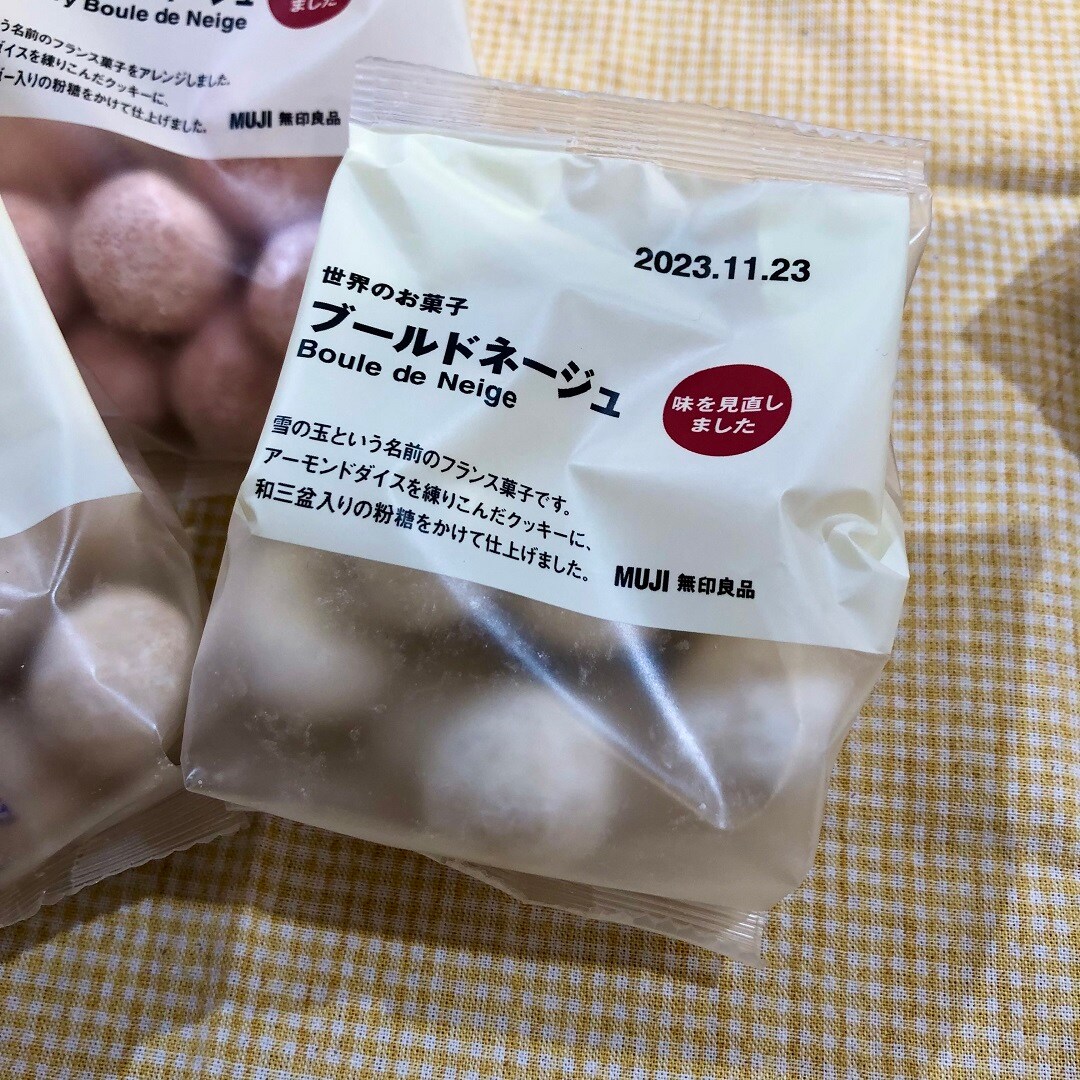 y Boule de Neige
ました
う名前のフランス菓子をアレンジしました。
ダイスを練りこんだクッキーに、
ー入りの粉糖をかけて仕上げました。
MUJI 無印良品
2023.11.23
世界のお菓子
ブールドネージュ
Boule de Neige
味を見直し
ました
雪の玉という名前のフランス菓子です。
アーモンドダイスを練りこんだクッキーに、
和三盆入りの粉糖をかけて仕上げました。
MUJI 無印良品